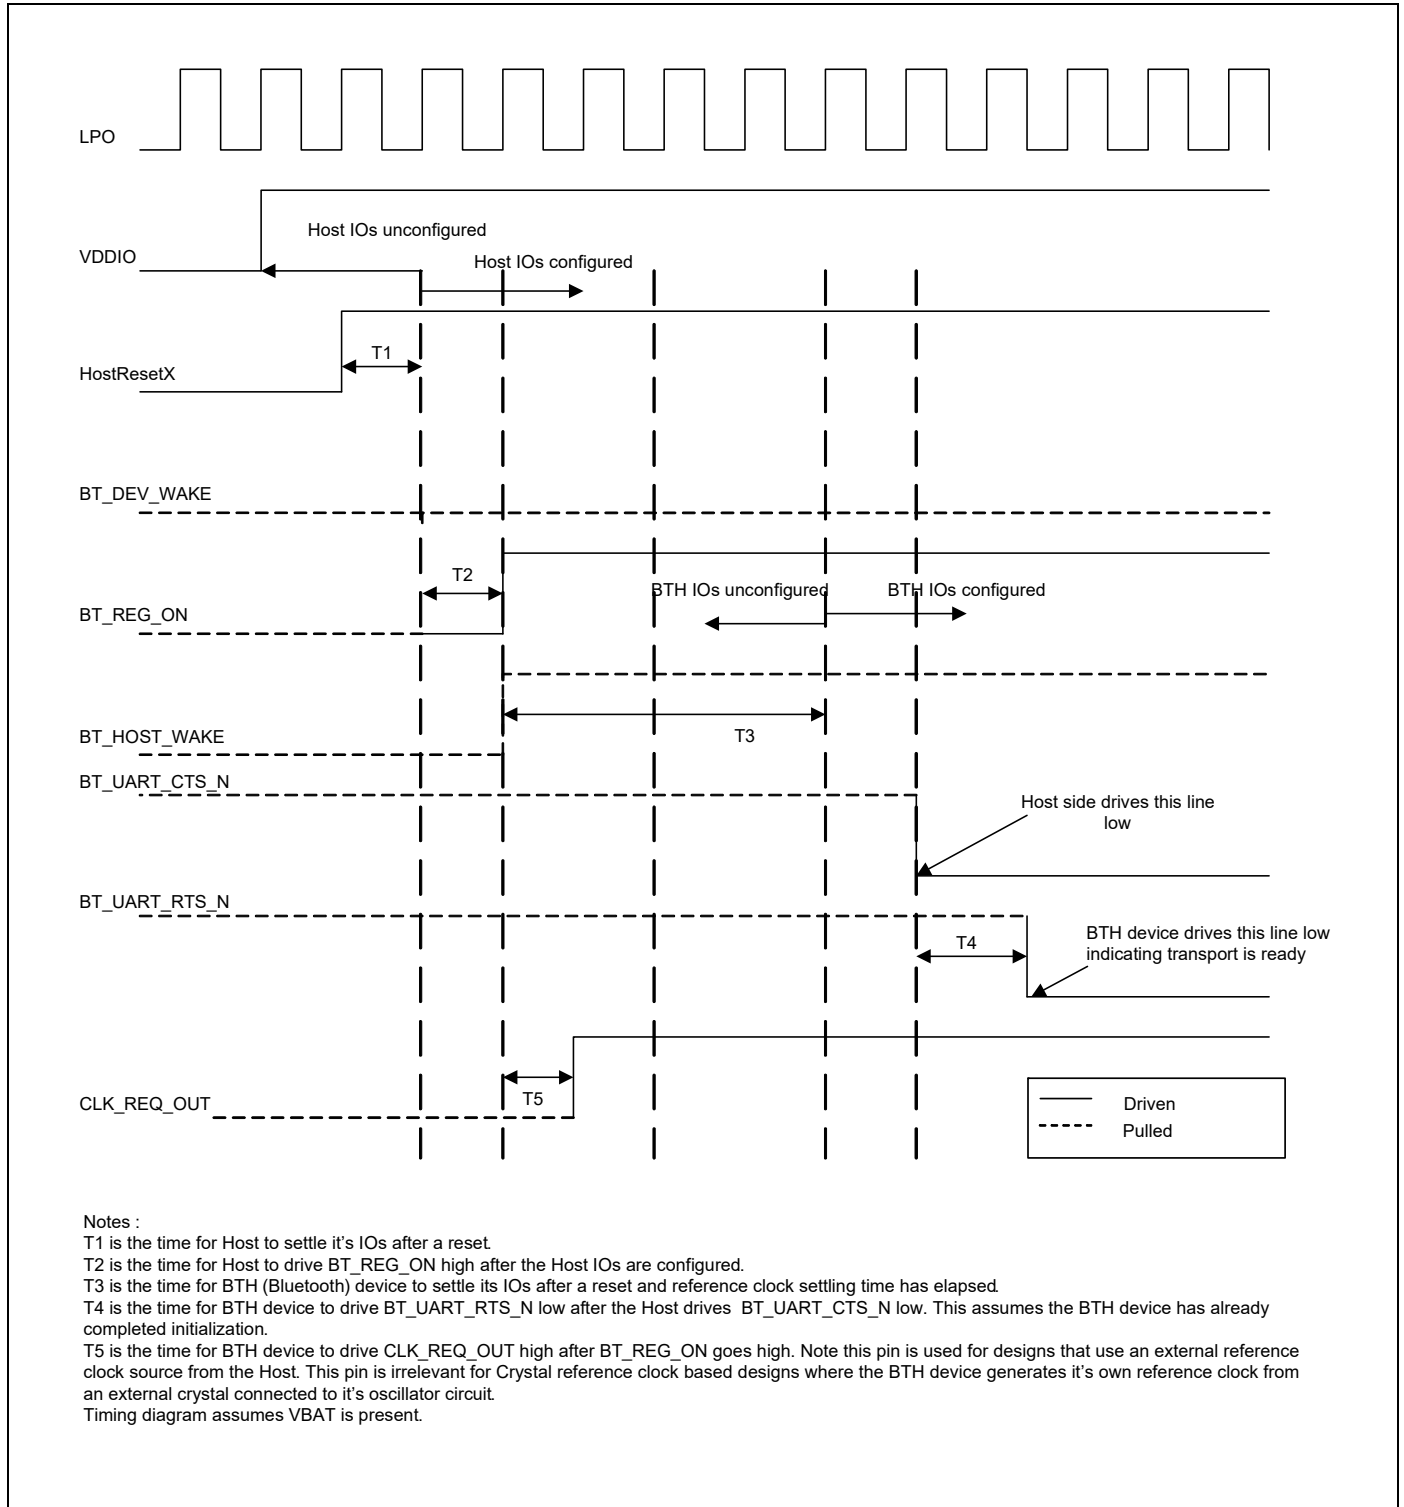 LPO
Host IOs unconfigured
VDDIO
Host IOs configured
T1
HostResetX
BT_DEV_WAKE
T2
BTH IOs unconfigured
BTH IOs configured
BT_REG_ON
T3
BT_HOST_WAKE
BT_UART_CTS_N
Host side drives this line
low
BT_UART_RTS_N
T4
BTH device drives this line low
indicating transport is ready
T5
CLK_REQ_OUT
Driven
Pulled
Notes :
T1 is the time for Host to settle it's IOs after a reset.
T2 is the time for Host to drive BT_REG_ON high after the Host IOs are configured.
T3 is the time for BTH (Bluetooth) device to settle its IOs after a reset and reference clock settling time has elapsed.
T4 is the time for BTH device to drive BT_UART_RTS_N low after the Host drives BT_UART_CTS_N low. This assumes the BTH device has already
completed initialization.
T5 is the time for BTH device to drive CLK_REQ_OUT high after BT_REG_ON goes high. Note this pin is used for designs that use an external reference
clock source from the Host. This pin is irrelevant for Crystal reference clock based designs where the BTH device generates it's own reference clock from
an external crystal connected to it's oscillator circuit.
Timing diagram assumes VBAT is present.